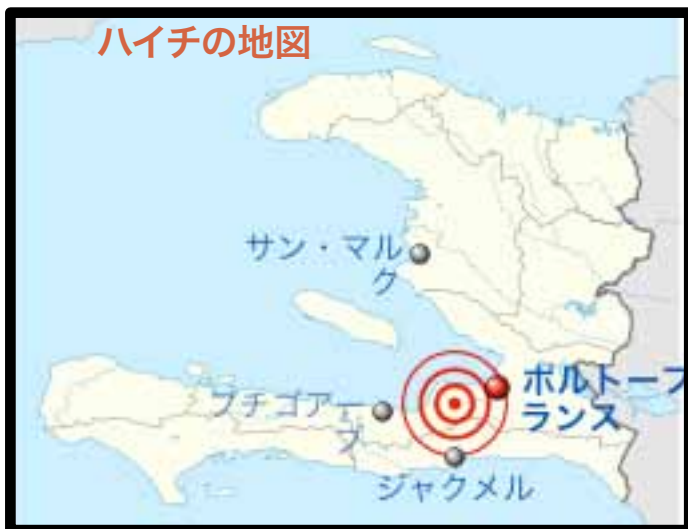 ハイチの地図
サン・マル
ク
ポルトープ
ランス
プチゴアー
ブ
ジャクメル